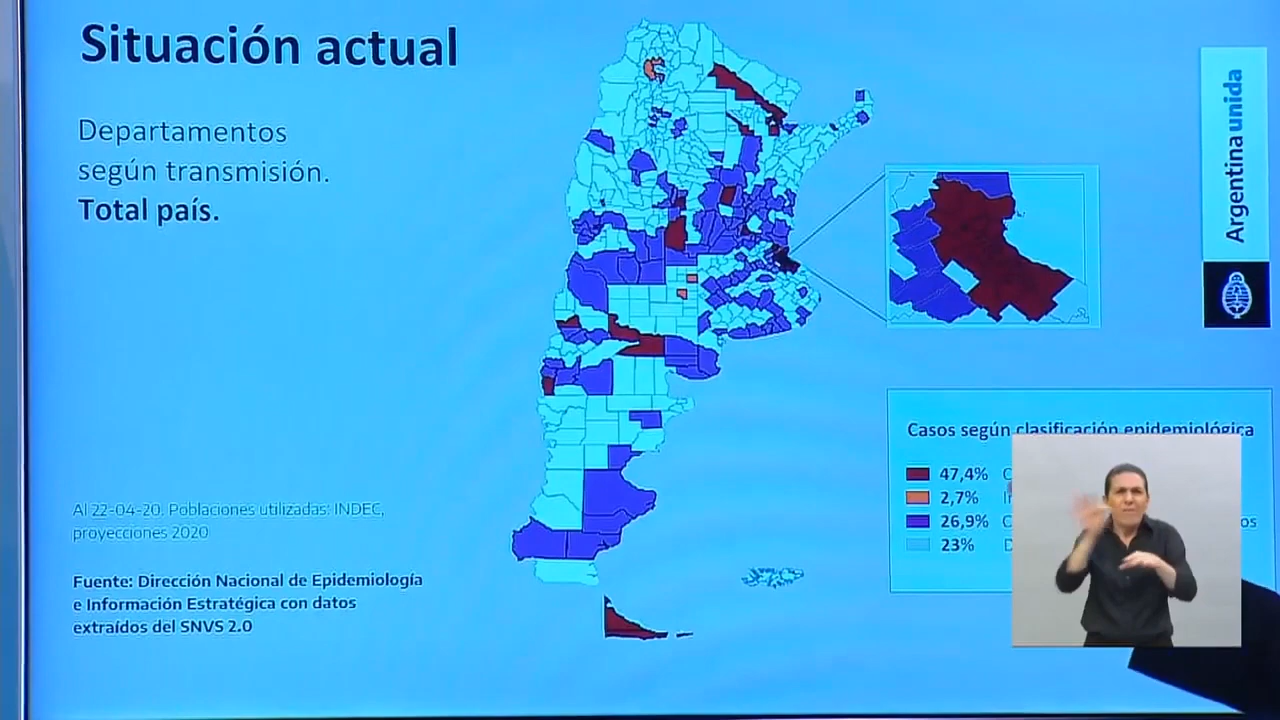 Situación actual
Departamentos
según transmisión.
Total país.
Argentina unida
Casos según clasificación epidemiológica
47,4% C
2,7%
26,9% C os
23% D
Al 22-04-20. Poblaciones utilizadas: INDEC,
proyecciones 2020
Fuente: Dirección Nacional de Epidemiología
e Información Estratégica con datos
extraídos del SNVS 2.0